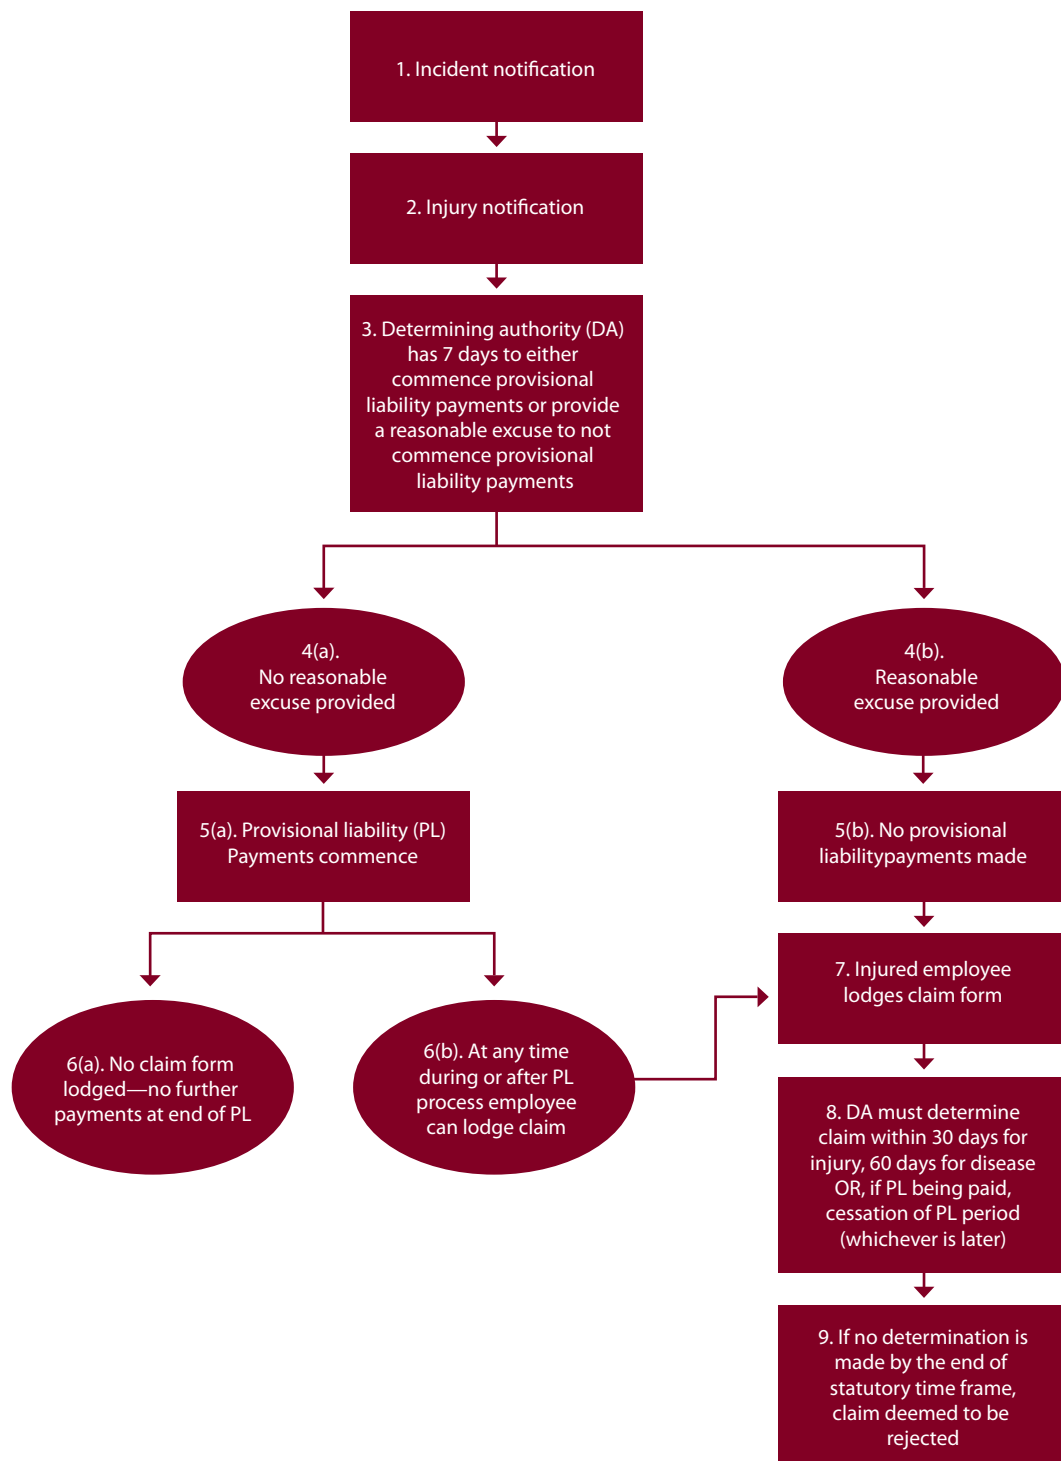 1. Incident notification
2. Injury notification
3. Determining authority (DA)
has 7 days to either
commence provisional
liability payments or provide
a reasonable excuse to not
commence provisional
liability payments
4(a).
No reasonable
excuse provided
4(b).
Reasonable
excuse provided
5(a). Provisional liability (PL)
Payments commence
5(b). No provisional
liabilitypayments made
6(a). No claim form
lodged—no further
payments at end of PL
6(b). At any time
during or after PL
process employee
can lodge claim
7. Injured employee
lodges claim form
8. DA must determine
claim within 30 days for
injury, 60 days for disease
OR, if PL being paid,
cessation of PL period
(whichever is later)
9. If no determination is
made by the end of
statutory time frame,
claim deemed to be
rejected